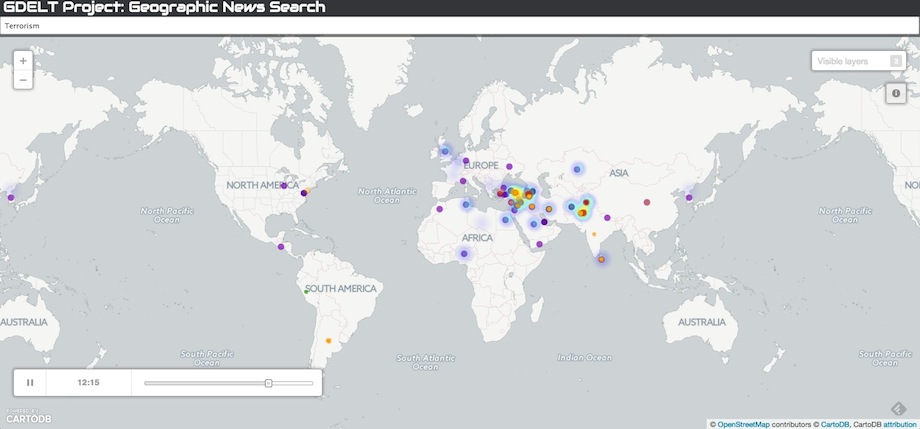 GDELT Project: Geographic News Search
Terrorism
+
−
Visible layers 3
NORTH AMERICA
North Atlantic
Ocean
EUROPE
ASIA
North Pacific
Ocean
North Pacific
Ocean
NO
AFRICA
SOUTH AMERICA
AUSTRALIA
AUSTRALIA
South Pacific
Ocean
South Atlantic
Ocean
Indian Ocean
South Pacific
Ocean
12:15
POWERED BY
CARTODB
© OpenStreetMap contributors © CartoDB, CartoDB attribution